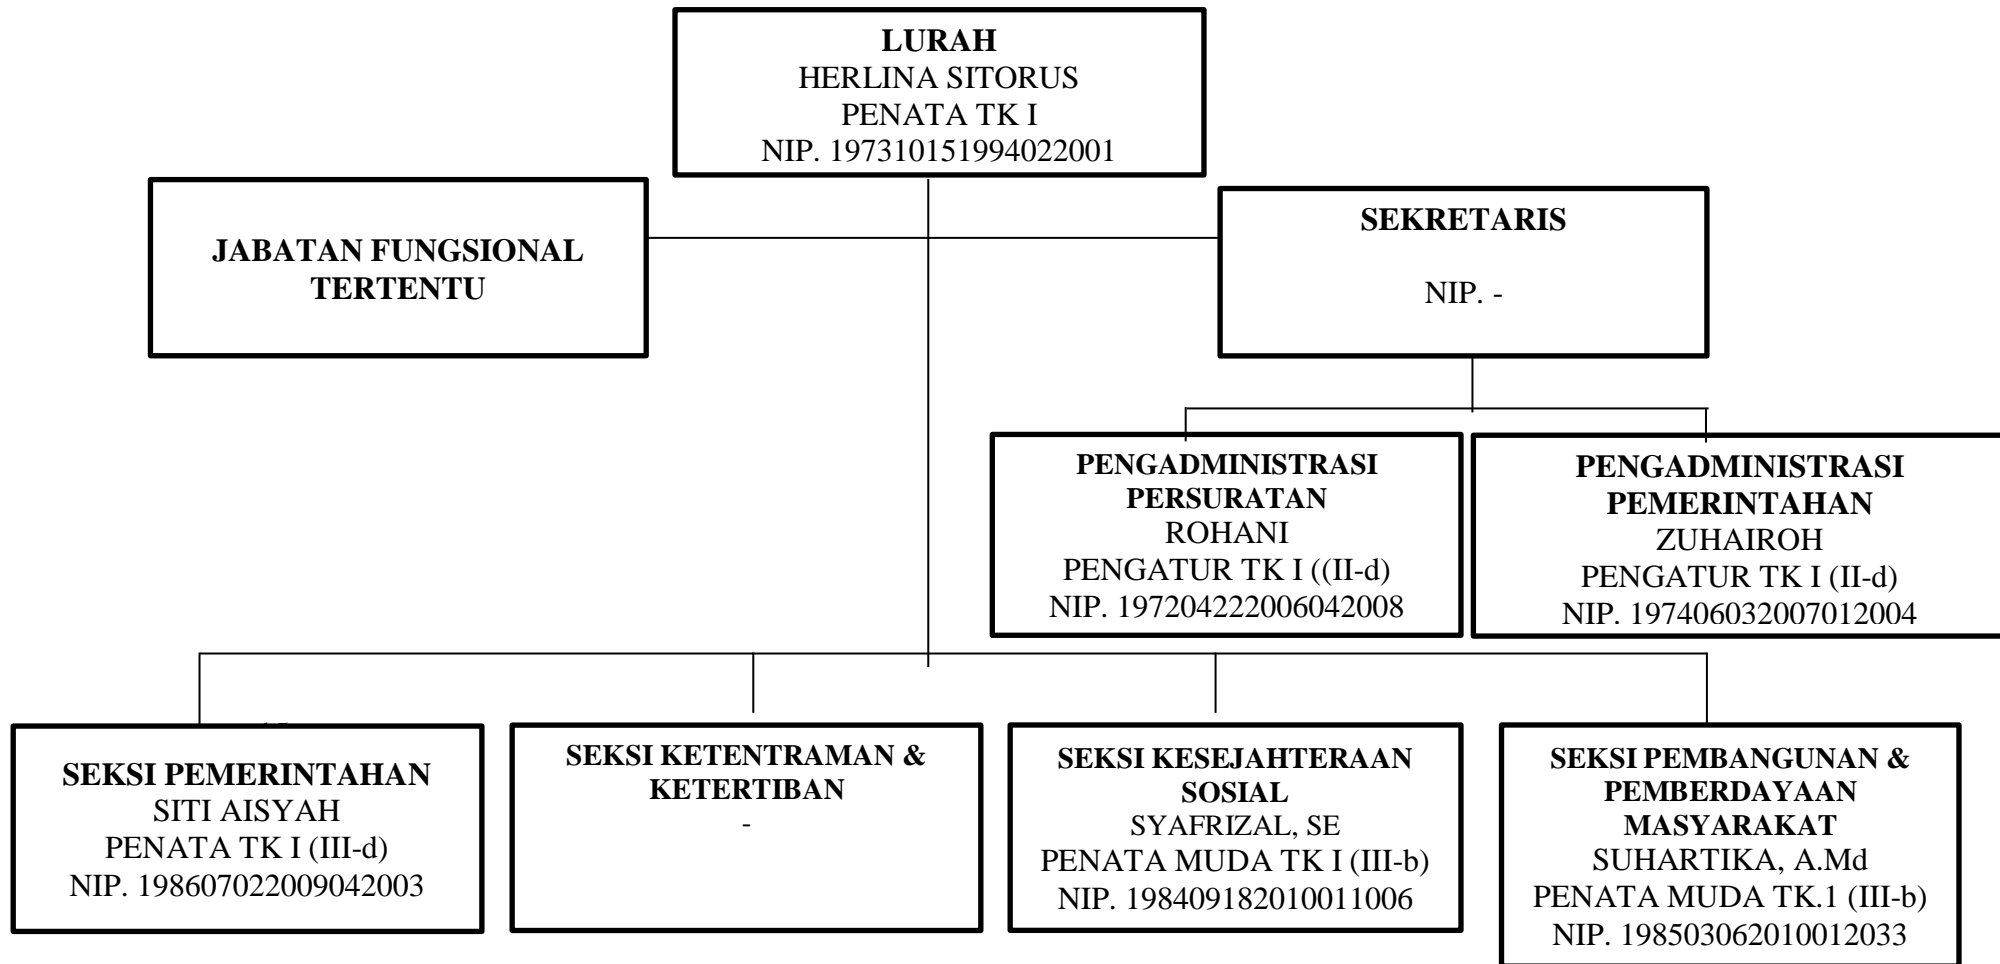 LURAH
HERLINA SITORUS
PENATA TK I
NIP. 197310151994022001
JABATAN FUNGSIONAL
TERTENTU
SEKRETARIS
NIP. -
PENGADMINISTRASI
PERSURATAN
ROHANI
PENGATUR TK I ((II-d)
NIP. 197204222006042008
PENGADMINISTRASI
PEMERINTAHAN
ZUHAIROH
PENGATUR TK I (II-d)
NIP. 197406032007012004
SEKSI PEMERINTAHAN
SITI AISYAH
PENATA TK I (III-d)
NIP. 198607022009042003
SEKSI KETENTRAMAN &
KETERTIBAN
-
SEKSI KESEJAHTERAAN
SOSIAL
SYAFRIZAL, SE
PENATA MUDA TK I (III-b)
NIP. 198409182010011006
SEKSI PEMBANGUNAN &
PEMBERDAYAAN
MASYARAKAT
SUHARTIKA, A.Md
PENATA MUDA TK.1 (III-b)
NIP. 198503062010012033